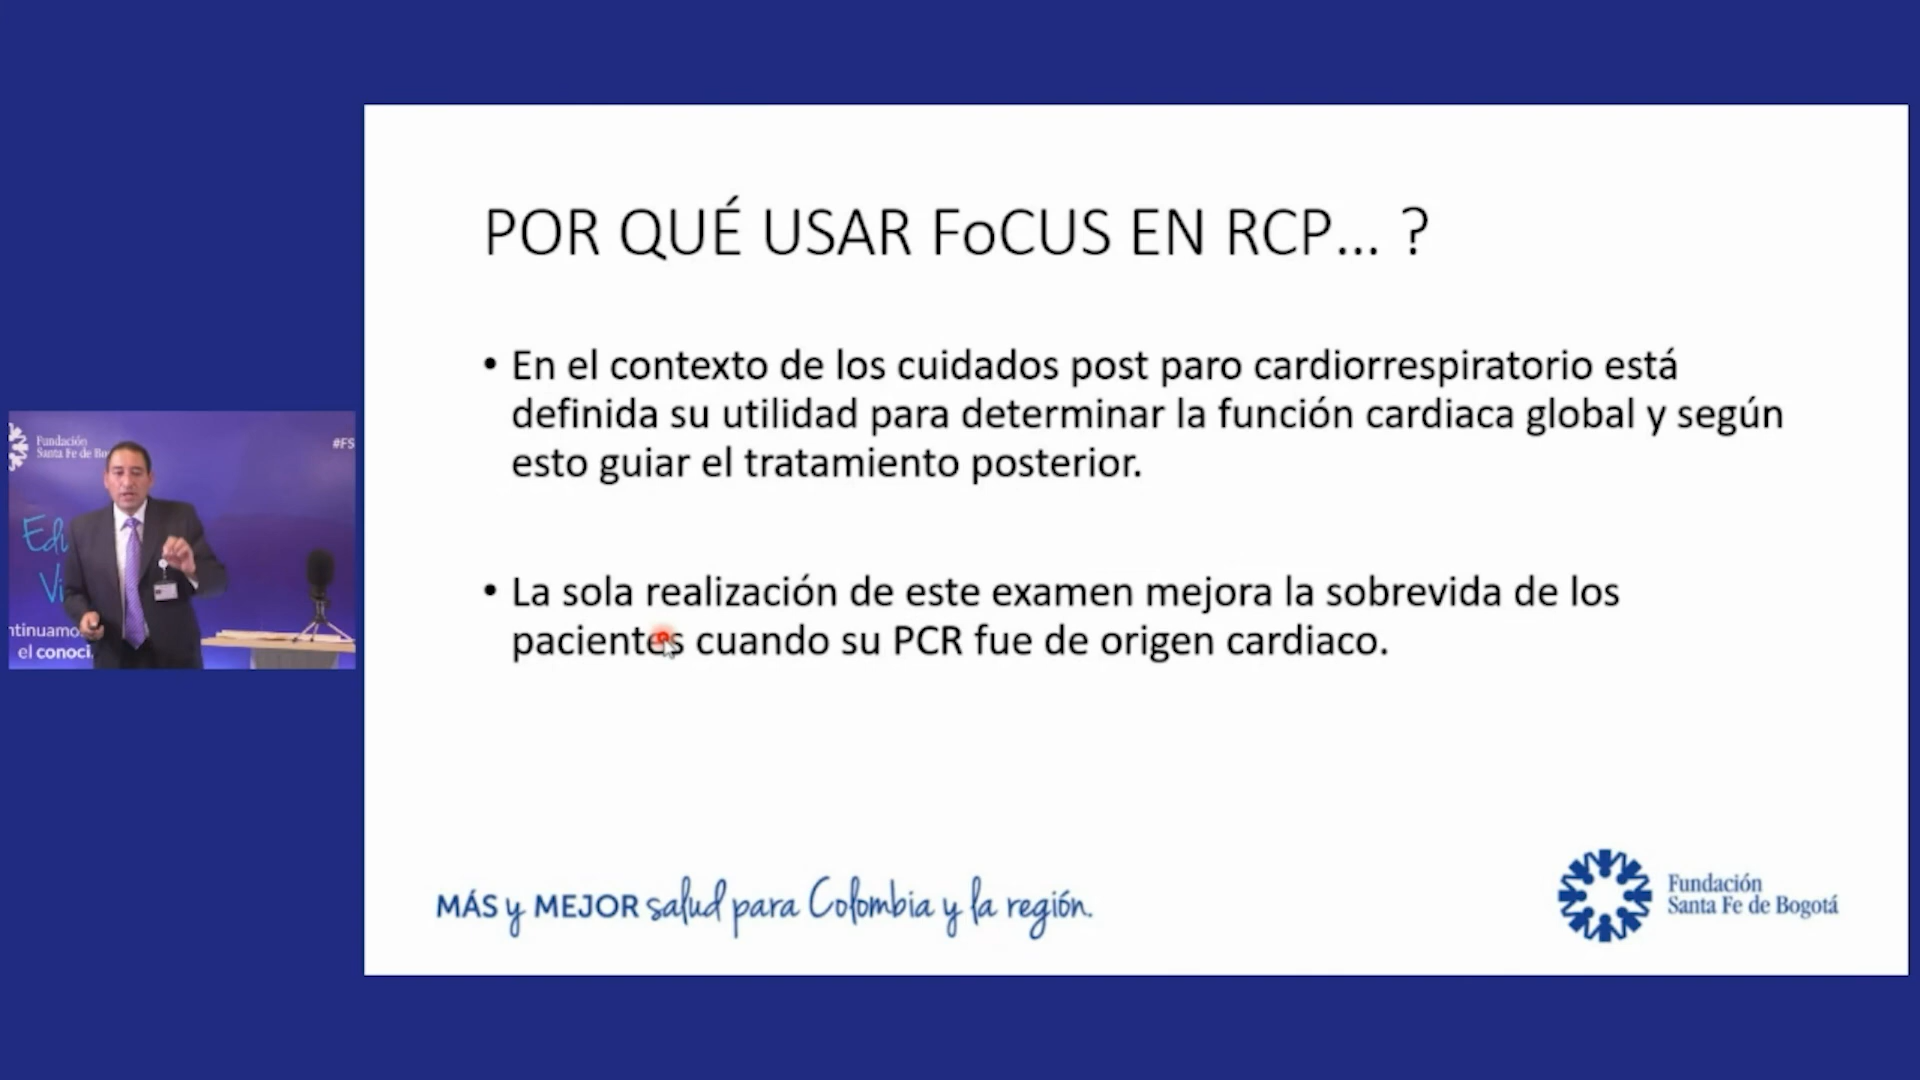 POR QUÉ USAR FoCUS EN RCP... ?
• En el contexto de los cuidados post paro cardiorrespiratorio está
definida su utilidad para determinar la función cardiaca global y según
esto guiar el tratamiento posterior.
• La sola realización de este examen mejora la sobrevida de los
pacientes cuando su PCR fue de origen cardiaco.
MÁS y MEJOR salud para Colombia y la región.
Fundación
Santa Fe de Bogotá
Fundación
Santa Fe de Bo
#FS
Edu
Vi
ntinuamo
el conoci